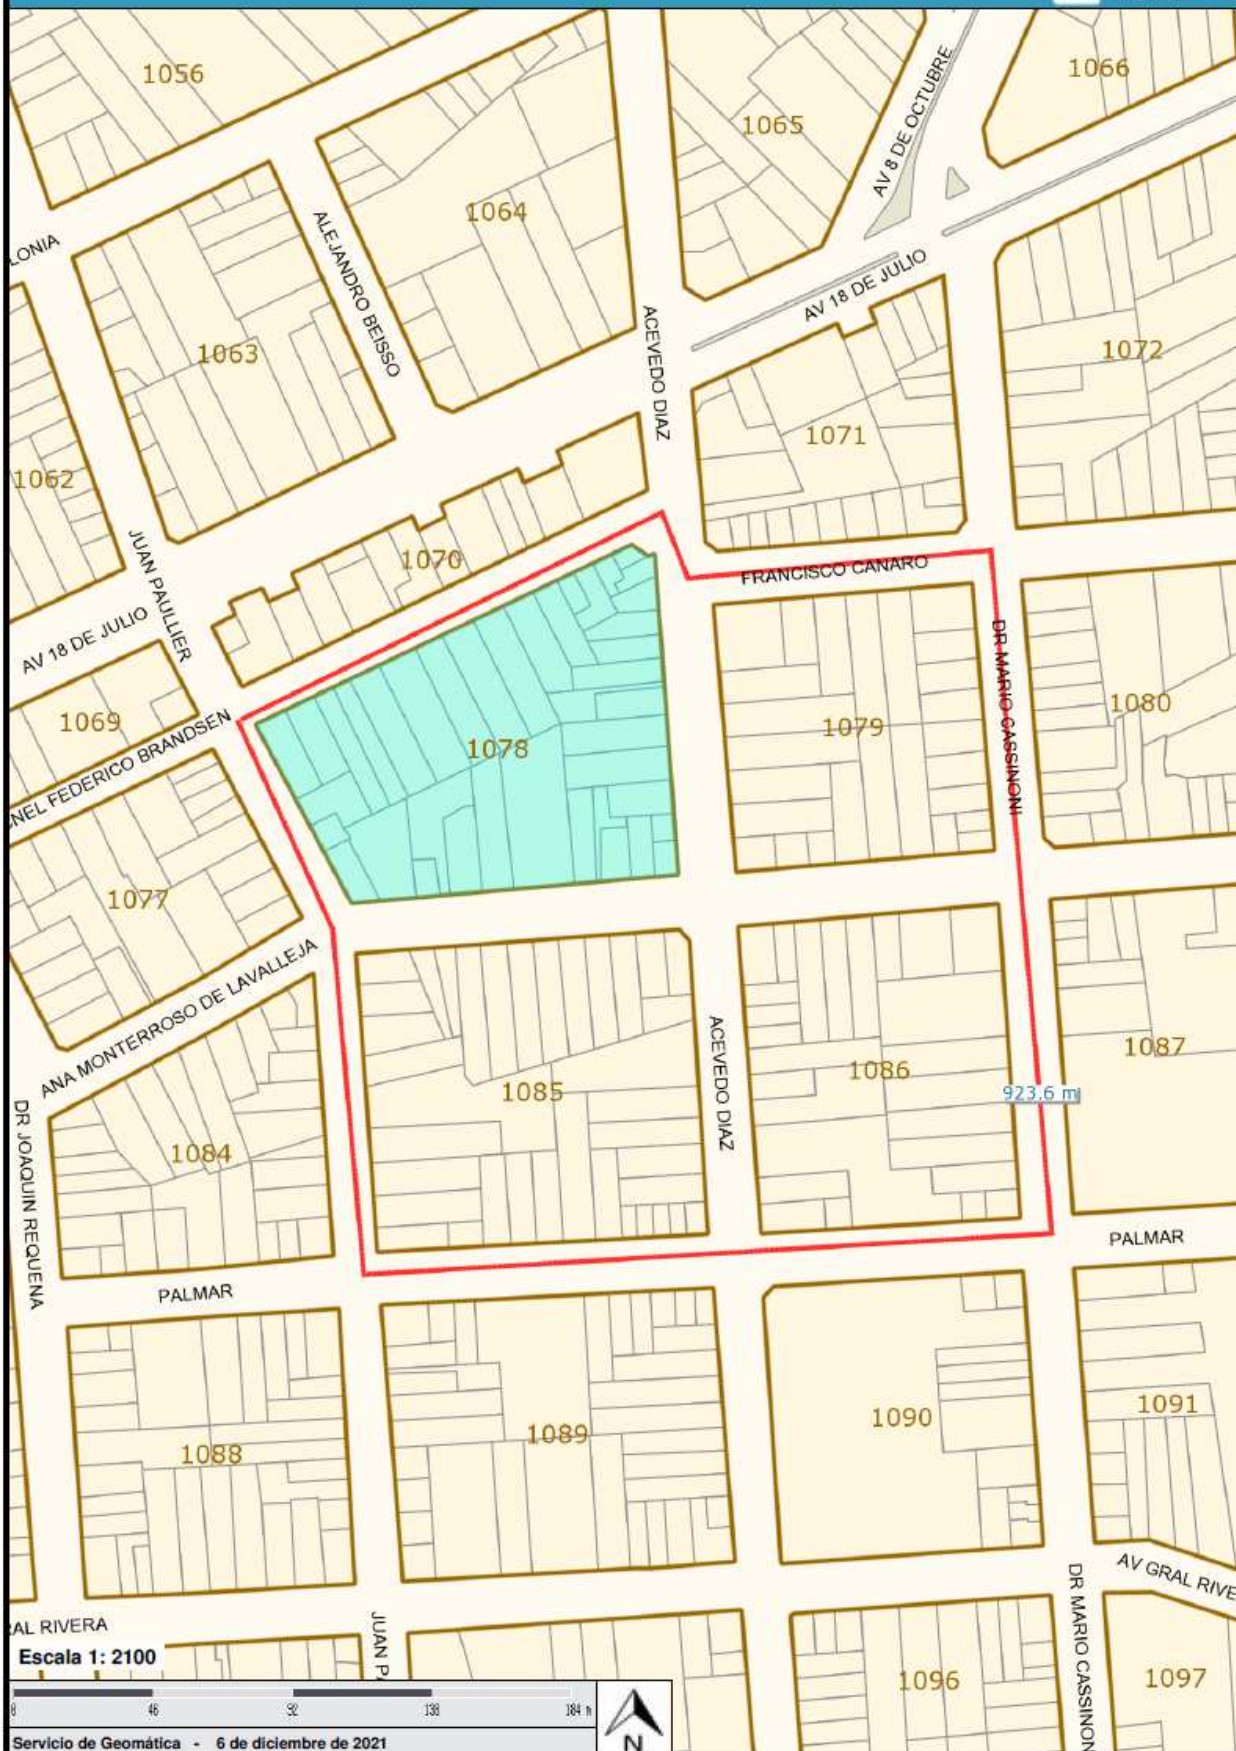 1056
1066
1065
AV 8 DE OCTUBRE
1064
LONIA
ALEJANDRO BEISSO
AV 18 DE JULIO
1063
ACEVEDO DIAZ
1072
1071
1062
JUAN PAULLIER
1070
FRANCISCO CANARO
AV 18 DE JULIO
DR MARIO CASSINONI
1069
1080
1079
1078
NEL FEDERICO BRANDSEN
1077
ANA MONTERROSO DE LAVALLEJA
ACEVEDO DIAZ
1087
1086
1085
923.6 m
DR JOAQUIN REQUENA
1084
PALMAR
PALMAR
1091
1090
1089
1088
AV GRAL RIVE
RAL RIVERA
JUAN PA
DR MARIO CASSINON
Escala 1: 2100
1096
1097
0 46 92 138 184 m
N
Servicio de Geomática - 6 de diciembre de 2021